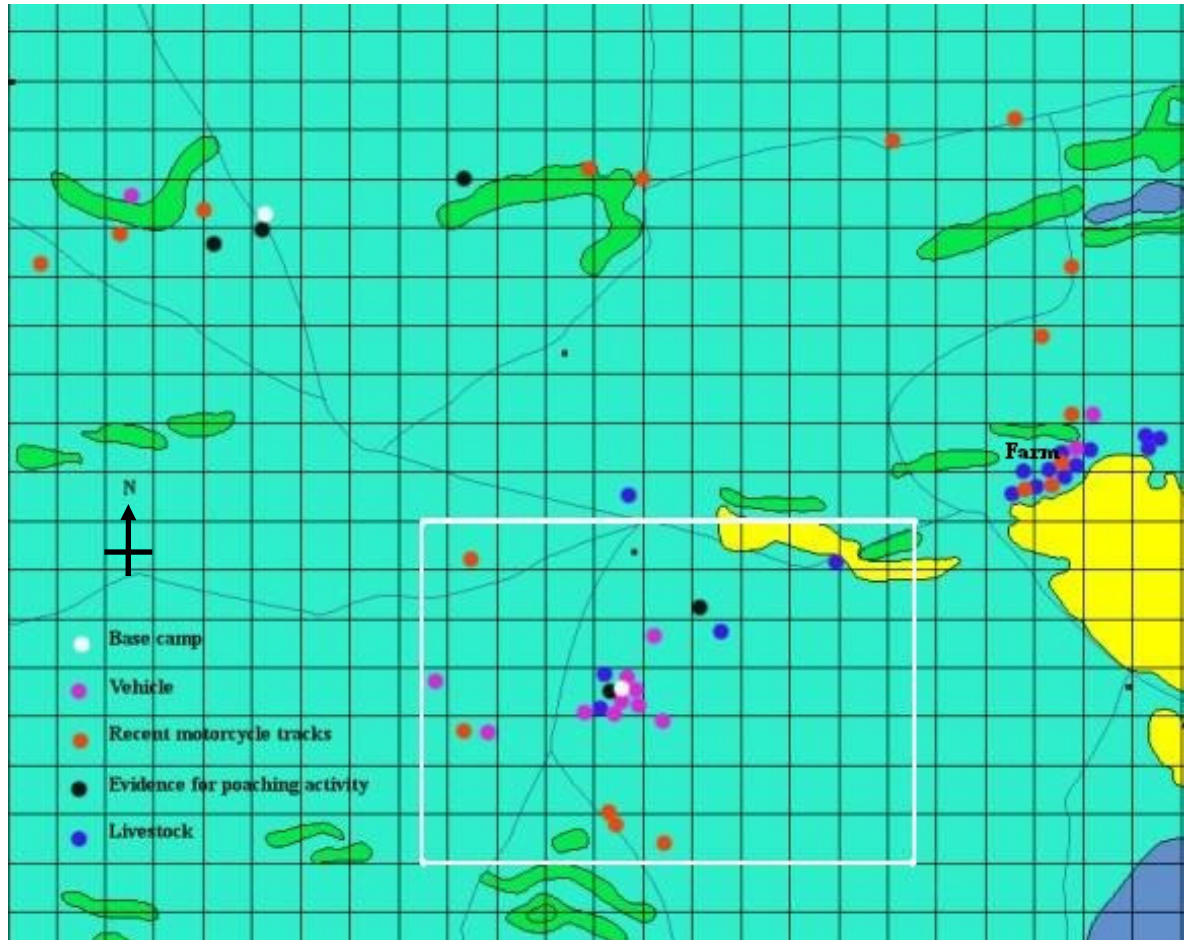 Farm
N
Base camp
Vehicle
Recent motorcycle tracks
Evidence for poaching activity
Livestock